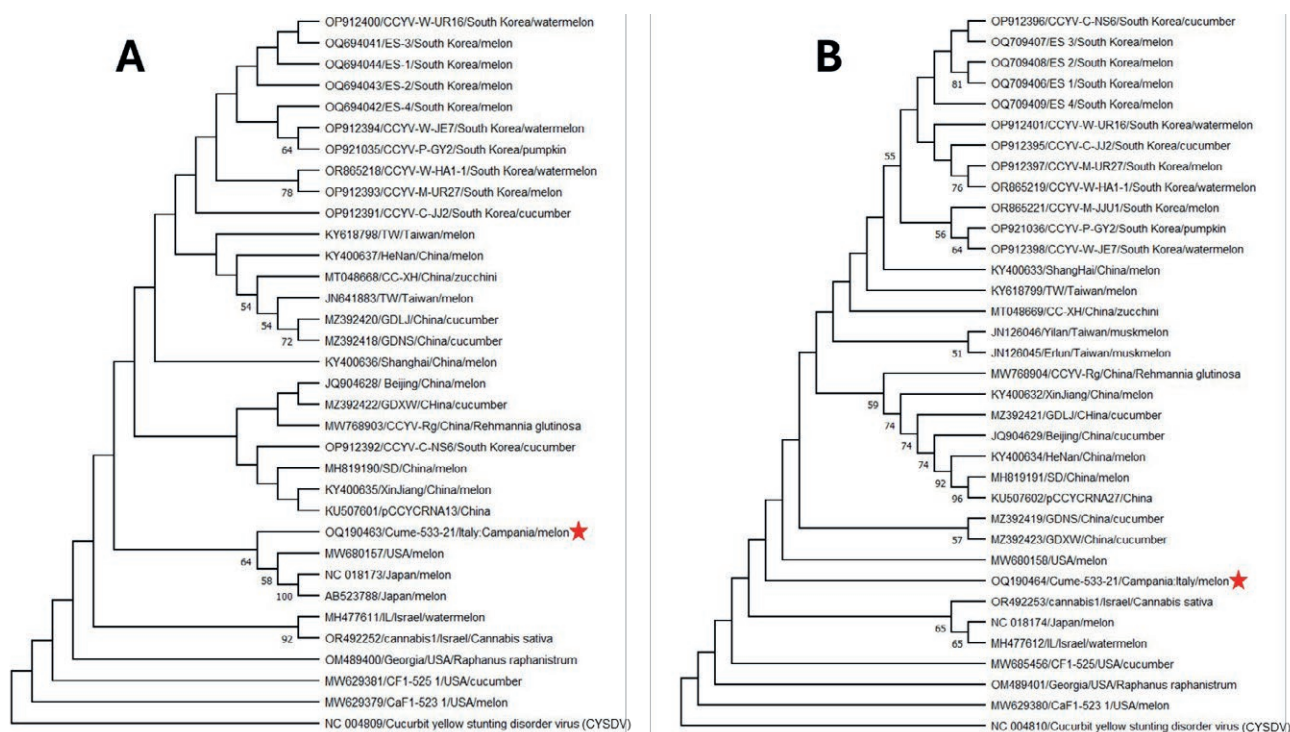 A
OP912400/CCYV-W-UR16/South Korea/watermelon
OQ694041/ES-3/South Korea/melon
OQ694044/ES-1/South Korea/melon
OQ694043/ES-2/South Korea/melon
OQ694042/ES-4/South Korea/melon
OP912394/CCYV-W-JE7/South Korea/watermelon
64
OP921035/CCYV-P-GY2/South Korea/pumpkin
OR865218/CCYV-W-HA1-1/South Korea/watermelon
78
OP912393/CCYV-M-UR27/South Korea/melon
OP912391/CCYV-C-JJ2/South Korea/cucumber
KY618798/TW/Taiwan/melon
KY400637/HeNan/China/melon
MT048668/CC-XH/China/zucchini
54
JN641883/TW/Taiwan/melon
54
MZ392420/GDLJ/China/cucumber
72
MZ392418/GDNS/China/cucumber
KY400636/Shanghai/China/melon
JQ904628/ Beijing/China/melon
MZ392422/GDXW/CHina/cucumber
MW768903/CCYV-Rg/China/Rehmannia glutinosa
OP912392/CCYV-C-NS6/South Korea/cucumber
MH819190/SD/China/melon
KY400635/XinJiang/China/melon
KU507601/pCCYCRNA13/China
OQ190463/Cume-533-21/Italy:Campania/melon
64
MW680157/USA/melon
58
NC 018173/Japan/melon
100
AB523788/Japan/melon
MH477611/IL/Israel/watermelon
92
OR492252/cannabis1/Israel/Cannabis sativa
OM489400/Georgia/USA/Raphanus raphanistrum
MW629381/CF1-525 1/USA/cucumber
MW629379/CaF1-523 1/USA/melon
NC 004809/Cucurbit yellow stunting disorder virus (CYSDV)
B
OP912396/CCYV-C-NS6/South Korea/cucumber
OQ709407/ES 3/South Korea/melon
OQ709408/ES 2/South Korea/melon
81
OQ709406/ES 1/South Korea/melon
OQ709409/ES 4/South Korea/melon
OP912401/CCYV-W-UR16/South Korea/watermelon
OP912395/CCYV-C-JJ2/South Korea/cucumber
55
OP912397/CCYV-M-UR27/South Korea/melon
76
OR865219/CCYV-W-HA1-1/South Korea/watermelon
OR865221/CCYV-M-JJU1/South Korea/melon
56
OP921036/CCYV-P-GY2/South Korea/pumpkin
64
OP912398/CCYV-W-JE7/South Korea/watermelon
KY400633/ShangHai/China/melon
KY618799/TW/Taiwan/melon
MT048669/CC-XH/China/zucchini
JN126046/Yilan/Taiwan/muskmelon
51
JN126045/Erlun/Taiwan/muskmelon
MW768904/CCYV-Rg/China/Rehmannia glutinosa
59
KY400632/XinJiang/China/melon
74
MZ392421/GDLJ/CHina/cucumber
74
JQ904629/Beijing/China/cucumber
74
KY400634/HeNan/China/melon
92
MH819191/SD/China/melon
96
KU507602/pCCYCRNA27/China
MZ392419/GDNS/China/cucumber
57
MZ392423/GDXW/China/cucumber
MW680158/USA/melon
OQ190464/Cume-533-21/Campania:Italy/melon
OR492253/cannabis1/Israel/Cannabis sativa
65
NC 018174/Japan/melon
65
MH477612/IL/Israel/watermelon
MW685456/CF1-525/USA/cucumber
OM489401/Georgia/USA/Raphanus raphanistrum
MW629380/CaF1-523 1/USA/melon
NC 004810/Cucurbit yellow stunting disorder virus (CYSDV)